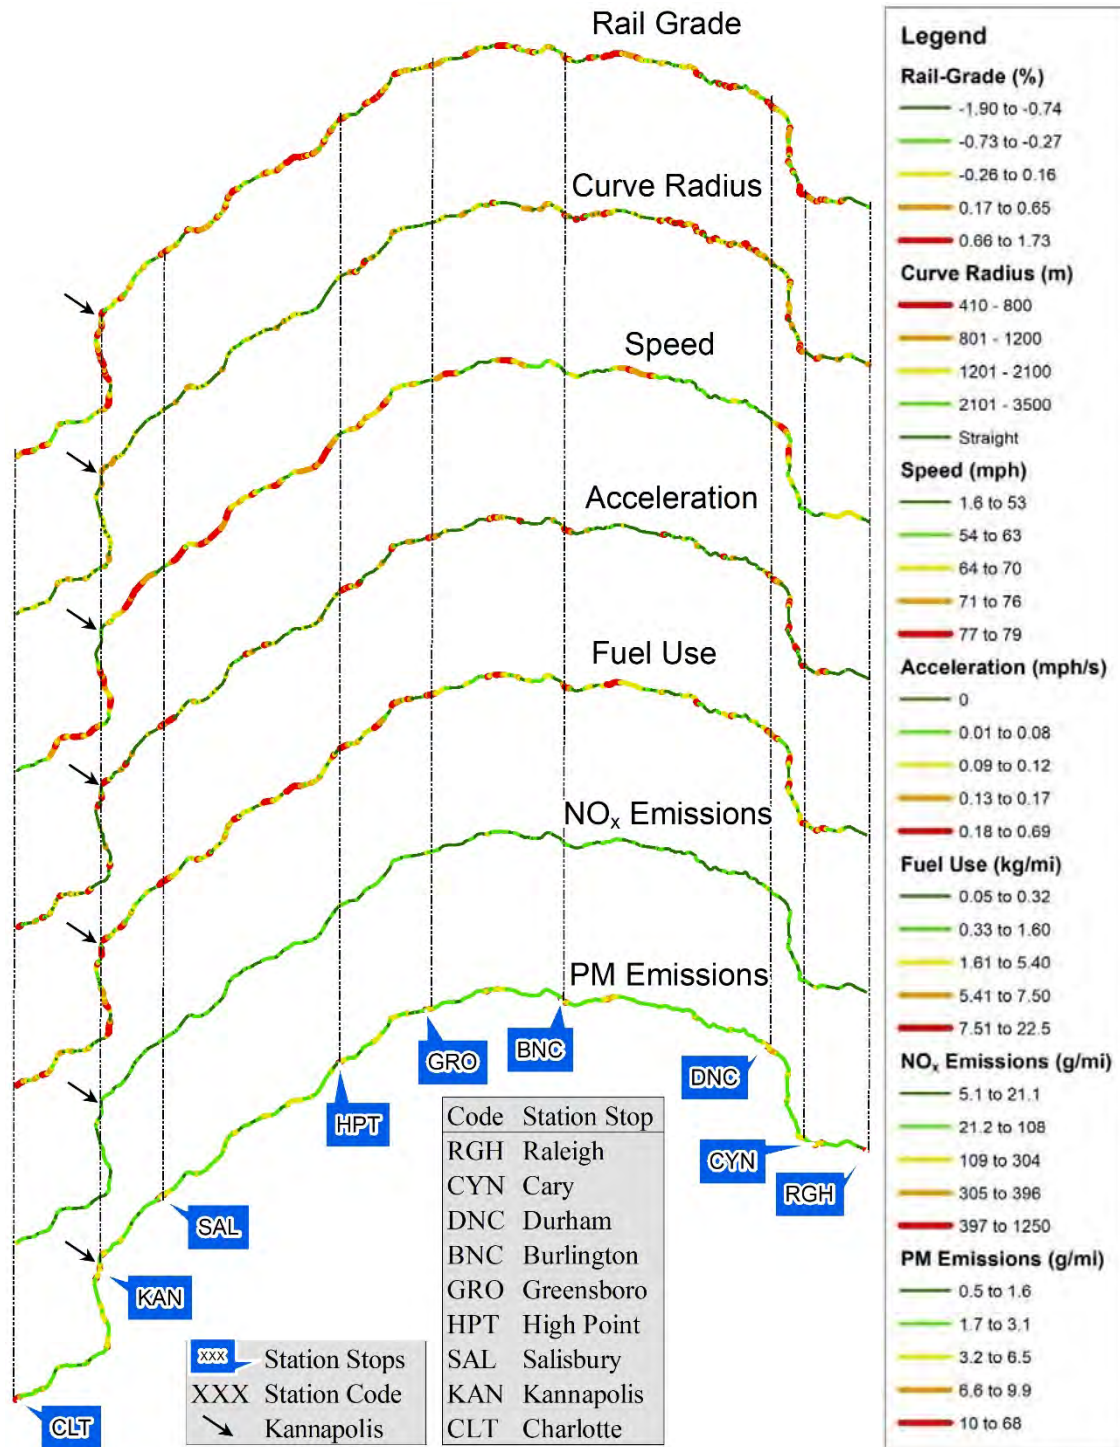 Rail Grade
Curve Radius
Speed
Acceleration
Fuel Use
NOₓ Emissions
PM Emissions
GRO
BNC
DNC
HPT
CYN
RGH
SAL
KAN
CLT
Code Station Stop
RGH Raleigh
CYN Cary
DNC Durham
BNC Burlington
GRO Greensboro
HPT High Point
SAL Salisbury
KAN Kannapolis
CLT Charlotte
xxx Station Stops
XXX Station Code
Kannapolis
Legend
Rail-Grade (%)
-1.90 to -0.74
-0.73 to -0.27
-0.26 to 0.16
0.17 to 0.65
0.66 to 1.73
Curve Radius (m)
410 - 800
801 - 1200
1201 - 2100
2101 - 3500
Straight
Speed (mph)
1.6 to 53
54 to 63
64 to 70
71 to 76
77 to 79
Acceleration (mph/s)
0
0.01 to 0.08
0.09 to 0.12
0.13 to 0.17
0.18 to 0.69
Fuel Use (kg/mi)
0.05 to 0.32
0.33 to 1.60
1.61 to 5.40
5.41 to 7.50
7.51 to 22.5
NOₓ Emissions (g/mi)
5.1 to 21.1
21.2 to 108
109 to 304
305 to 396
397 to 1250
PM Emissions (g/mi)
0.5 to 1.6
1.7 to 3.1
3.2 to 6.5
6.6 to 9.9
10 to 68